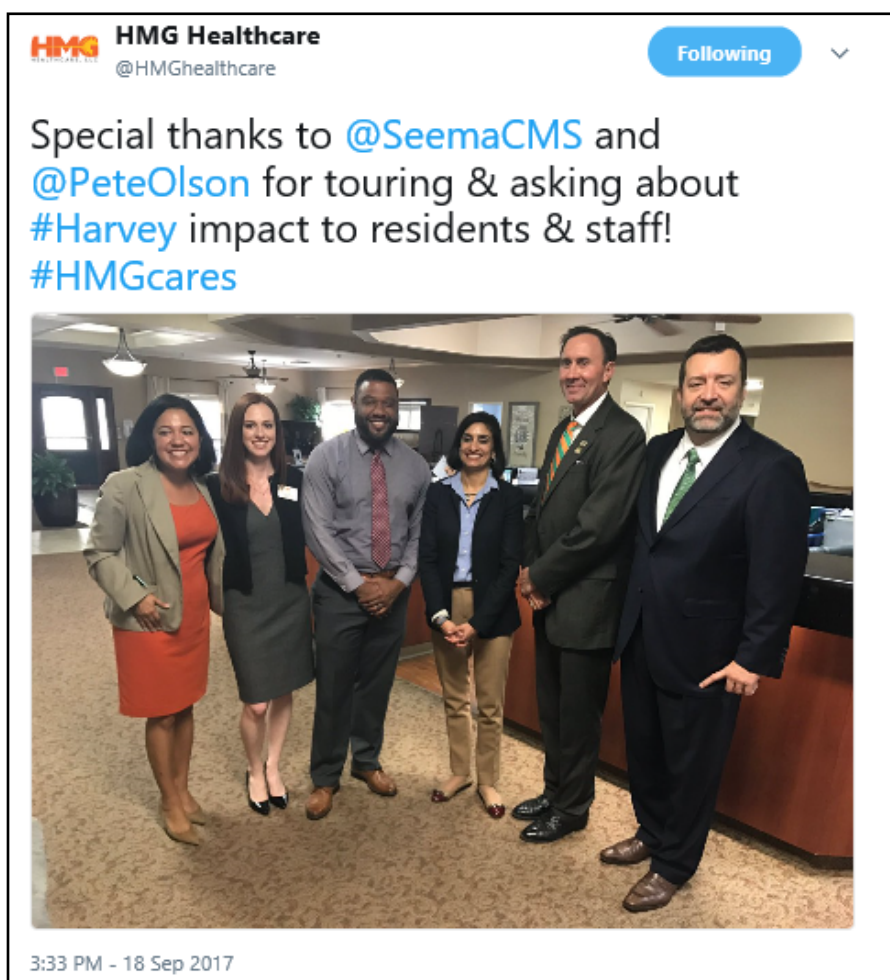 HMG Healthcare
HMG
HEALTHCARE, LLC
@HMGhealthcare
Following
Special thanks to @SeemaCMS and
@PeteOlson for touring & asking about
#Harvey impact to residents & staff!
#HMGcares
3:33 PM - 18 Sep 2017